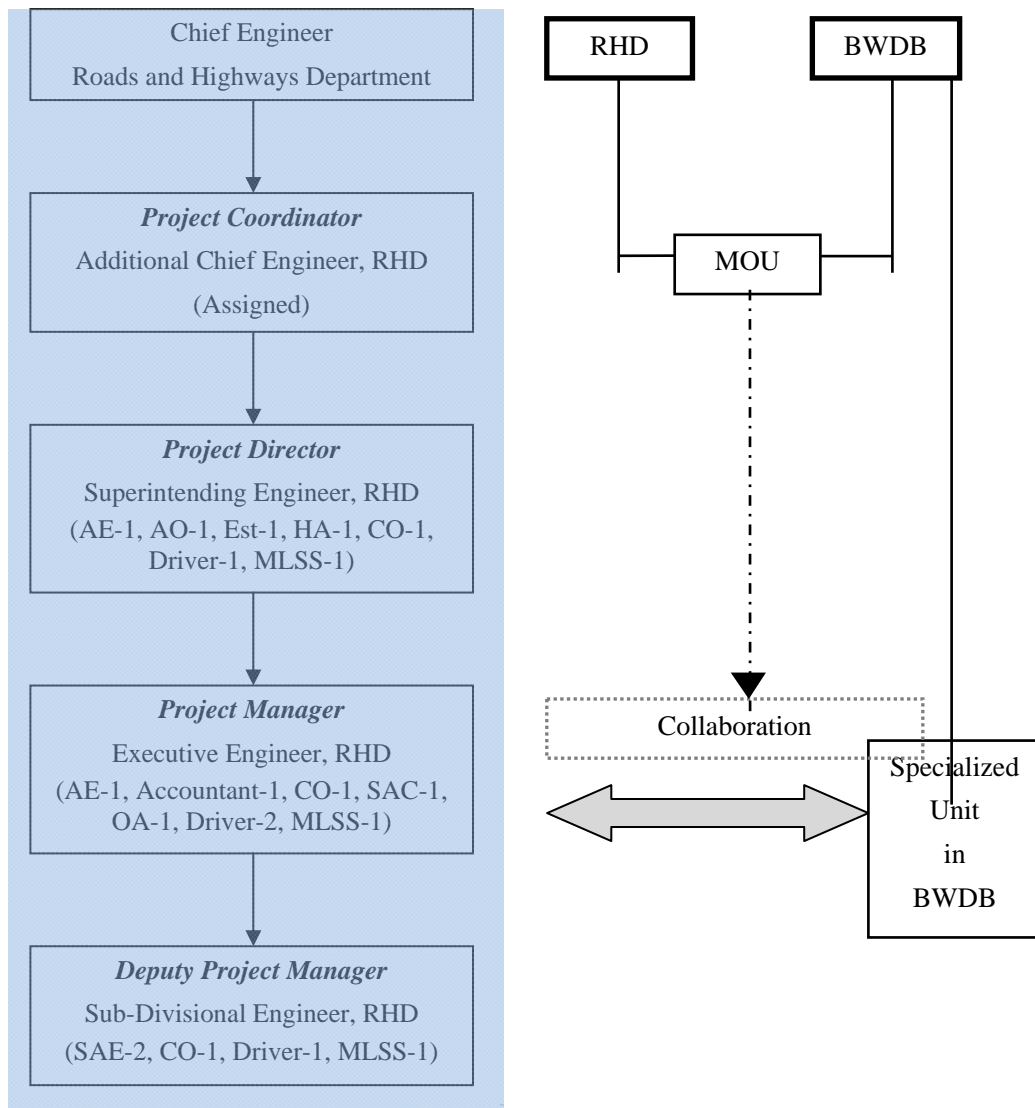 Chief Engineer
Roads and Highways Department
Project Coordinator
Additional Chief Engineer, RHD
(Assigned)
Project Director
Superintending Engineer, RHD
(AE-1, AO-1, Est-1, HA-1, CO-1,
Driver-1, MLSS-1)
Project Manager
Executive Engineer, RHD
(AE-1, Accountant-1, CO-1, SAC-1,
OA-1, Driver-2, MLSS-1)
Deputy Project Manager
Sub-Divisional Engineer, RHD
(SAE-2, CO-1, Driver-1, MLSS-1)
RHD
BWDB
MOU
Collaboration
Specialized
Unit
in
BWDB